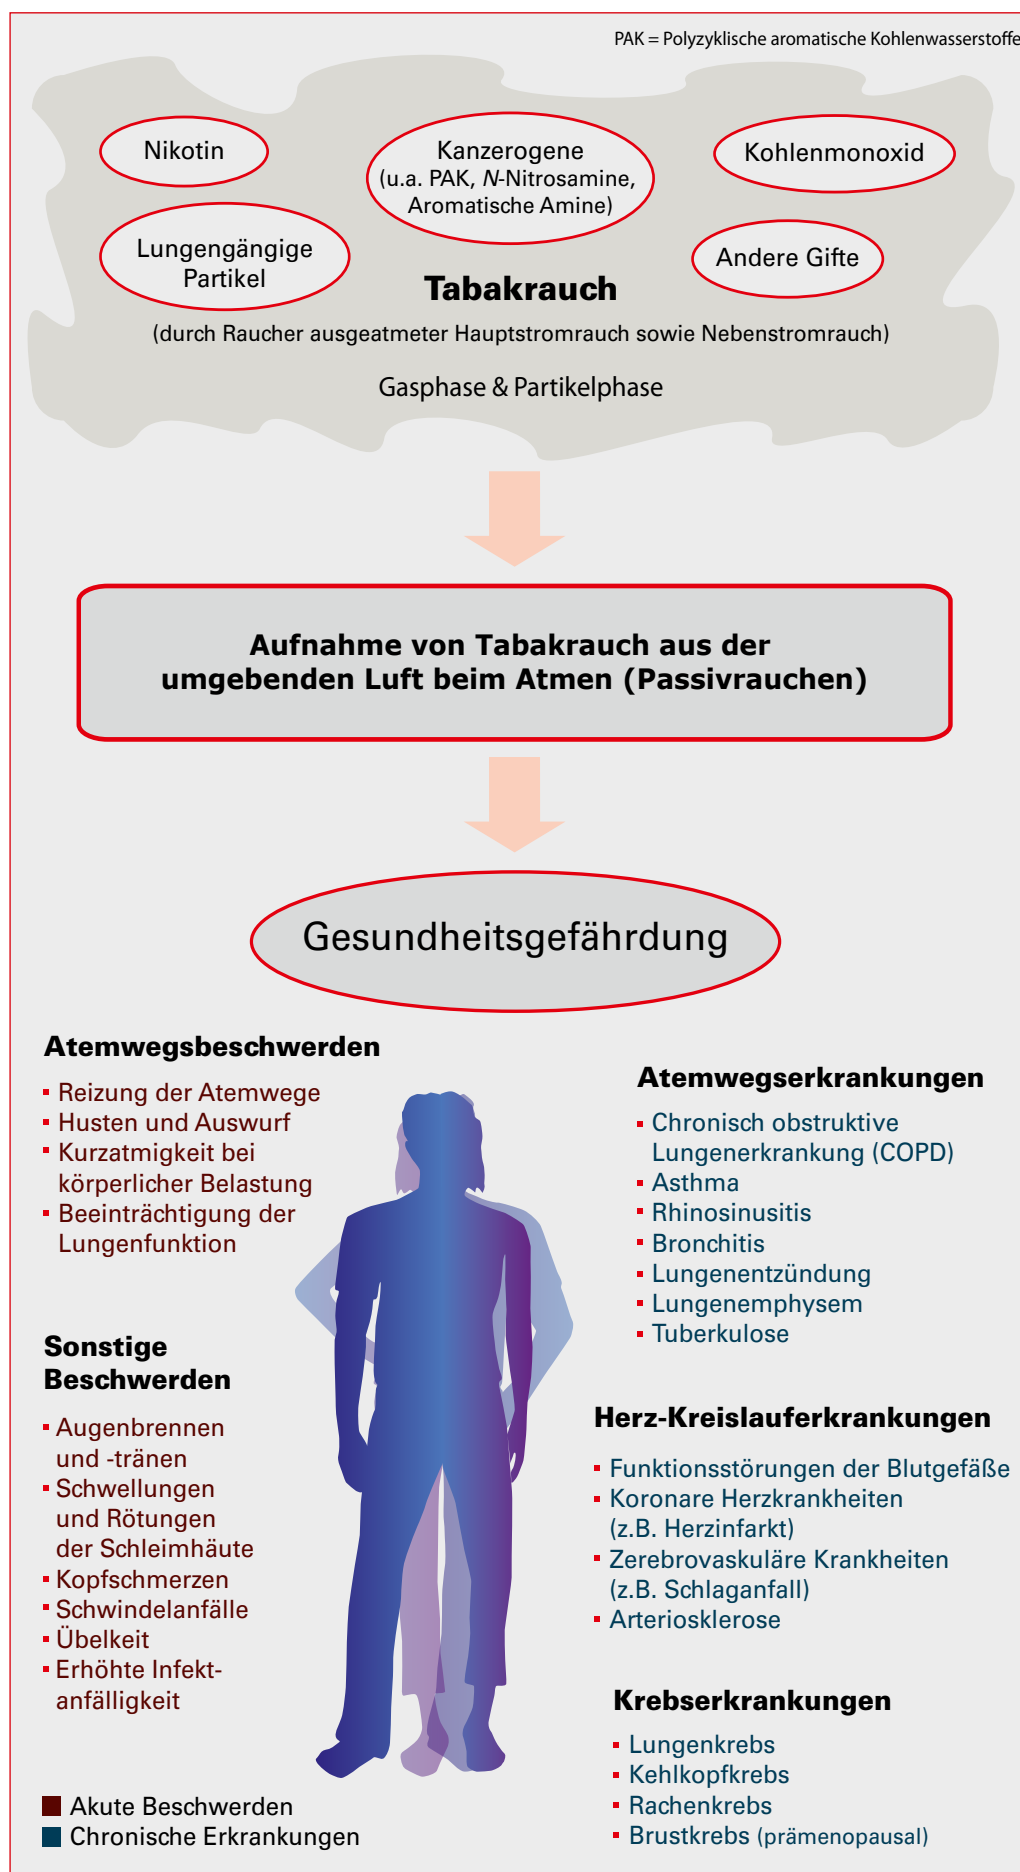 PAK = Polyzyklische aromatische Kohlenwasserstoffe
Nikotin
Kanzerogene
(u.a. PAK, N-Nitrosamine,
Aromatische Amine)
Kohlenmonoxid
Lungengängige
Partikel
Andere Gifte
Tabakrauch
(durch Raucher ausgeatmeter Hauptstromrauch sowie Nebenstromrauch)
Gasphase & Partikelphase
Aufnahme von Tabakrauch aus der
umgebenden Luft beim Atmen (Passivrauchen)
Gesundheitsgefährdung
Atemwegsbeschwerden
▪ Reizung der Atemwege
▪ Husten und Auswurf
▪ Kurzatmigkeit bei
körperlicher Belastung
▪ Beeinträchtigung der
Lungenfunktion
Sonstige
Beschwerden
▪ Augenbrennen
und -tränen
▪ Schwellungen
und Rötungen
der Schleimhäute
▪ Kopfschmerzen
▪ Schwindelanfälle
▪ Übelkeit
▪ Erhöhte Infekt-
anfälligkeit
Akute Beschwerden
Chronische Erkrankungen
Atemwegserkrankungen
▪ Chronisch obstruktive
Lungenerkrankung (COPD)
▪ Asthma
▪ Rhinosinusitis
▪ Bronchitis
▪ Lungenentzündung
▪ Lungenemphysem
▪ Tuberkulose
Herz-Kreislauferkrankungen
▪ Funktionsstörungen der Blutgefäße
▪ Koronare Herzkrankheiten
(z.B. Herzinfarkt)
▪ Zerebrovaskuläre Krankheiten
(z.B. Schlaganfall)
▪ Arteriosklerose
Krebserkrankungen
▪ Lungenkrebs
▪ Kehlkopfkrebs
▪ Rachenkrebs
▪ Brustkrebs (prämenopausal)